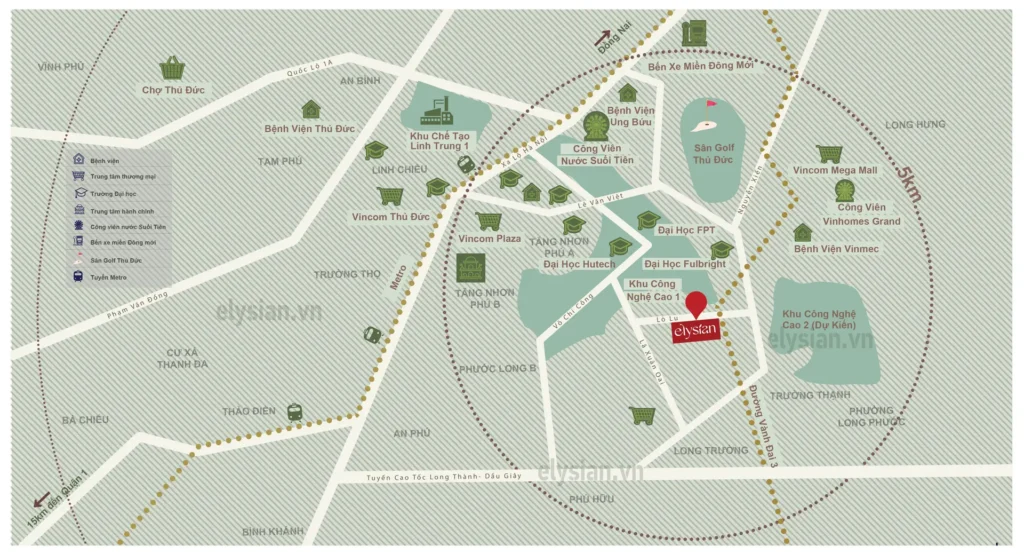 Đồng Nai
Bến Xe Miền Đông Mới
VĨNH PHÚ
Chợ Thủ Đức
Quốc Lộ 1A
AN BÌNH
Bệnh Viện Thủ Đức
Khu Chế Tạo
Linh Trung 1
Bệnh Viện
Ung Bứu
Xa Lộ Hà Nội
Công Viên
Nước Suối Tiên
Sân Golf
Thủ Đức
LONG HƯNG
TAM PHÚ
LINH CHIỂU
Vincom Mega Mall
5km
Bệnh viện
Trung tâm thương mại
Trường Đại học
Trung tâm hành chính
Công viên nước Suối Tiên
Bến xe miền Đông mới
Sân Golf Thủ Đức
Tuyến Metro
Vincom Thủ Đức
Lê Văn Việt
Nguyễn Xiển
Công Viên
Vinhomes Grand
Vincom Plaza
TĂNG NHƠN
PHÚ A
Đại Học FPT
Bệnh Viện Vinmec
Đại Học Hutech
Đại Học Fulbright
TRƯỜNG THỌ
Metro
TĂNG NHƠN
PHÚ B
Khu Công
Nghệ Cao 1
Phạm Văn Đồng
elysian.vn
Võ Chí Công
Lò Lu
elysian
Khu Công Nghệ
Cao 2 (Dự Kiến)
elysian.vn
CƯ XÁ
THANH ĐA
PHƯỚC LONG B
Lê Xuân Oai
TRƯỜNG THẠNH
Đường Vành Đai 3
PHƯỜNG
LONG PHƯỚC
BÀ CHIỂU
THẢO ĐIỀN
AN PHÚ
LONG TRƯỜNG
elysian.vn
Tuyến Cao Tốc Long Thành- Dầu Giây
15km đến Quận 1
PHÚ HỮU
BÌNH KHÁNH